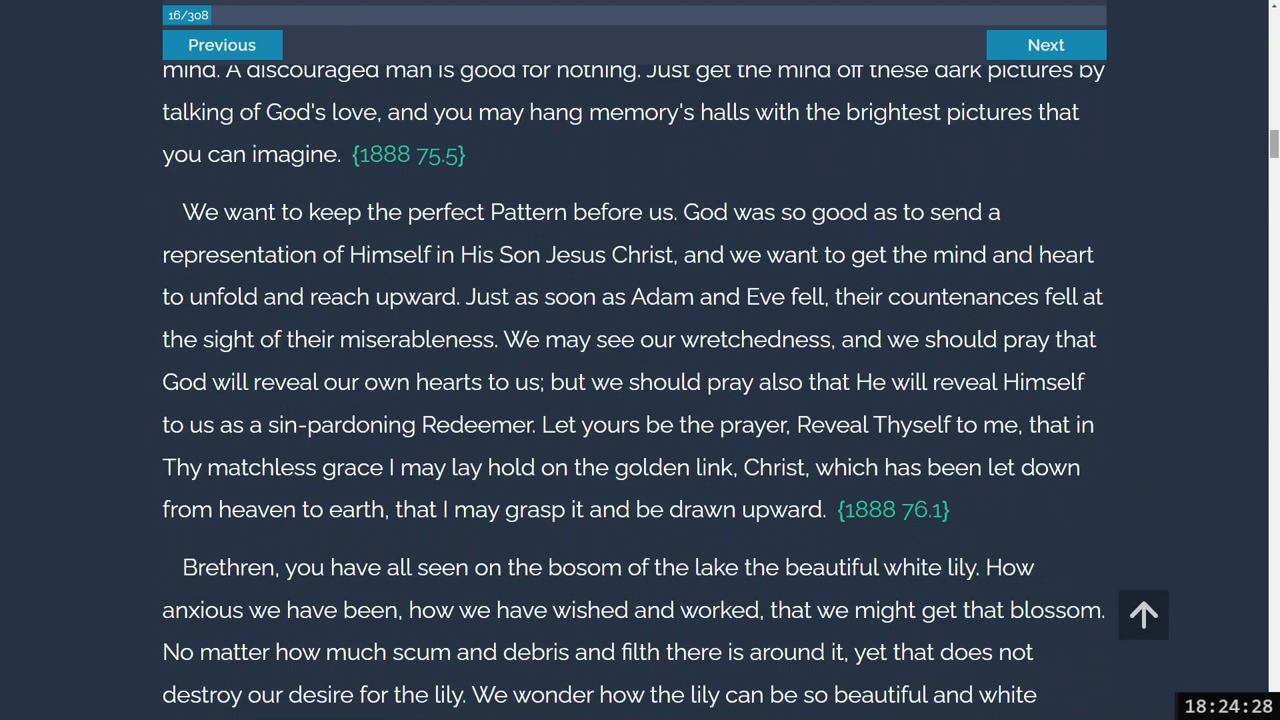 16/308
Previous
Next
mind. A discouraged man is good for nothing. Just get the mind off these dark pictures by
talking of God's love, and you may hang memory's halls with the brightest pictures that
you can imagine. {1888 75.5}
We want to keep the perfect Pattern before us. God was so good as to send a
representation of Himself in His Son Jesus Christ, and we want to get the mind and heart
to unfold and reach upward. Just as soon as Adam and Eve fell, their countenances fell at
the sight of their miserableness. We may see our wretchedness, and we should pray that
God will reveal our own hearts to us; but we should pray also that He will reveal Himself
to us as a sin-pardoning Redeemer. Let yours be the prayer, Reveal Thyself to me, that in
Thy matchless grace I may lay hold on the golden link, Christ, which has been let down
from heaven to earth, that I may grasp it and be drawn upward. {1888 76.1}
Brethren, you have all seen on the bosom of the lake the beautiful white lily. How
anxious we have been, how we have wished and worked, that we might get that blossom.
No matter how much scum and debris and filth there is around it, yet that does not
destroy our desire for the lily. We wonder how the lily can be so beautiful and white
18:24:28